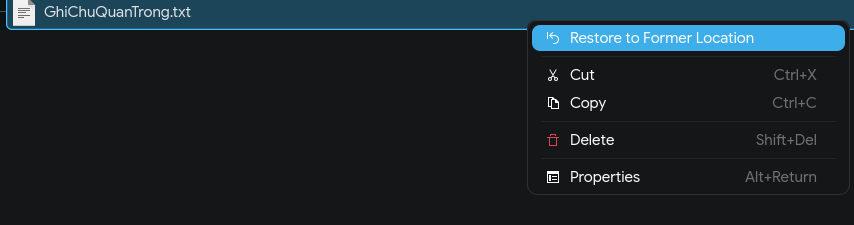 GhiChuQuanTrong.txt
Restore to Former Location
Cut Ctrl+X
Copy Ctrl+C
Delete Shift+Del
Properties Alt+Return